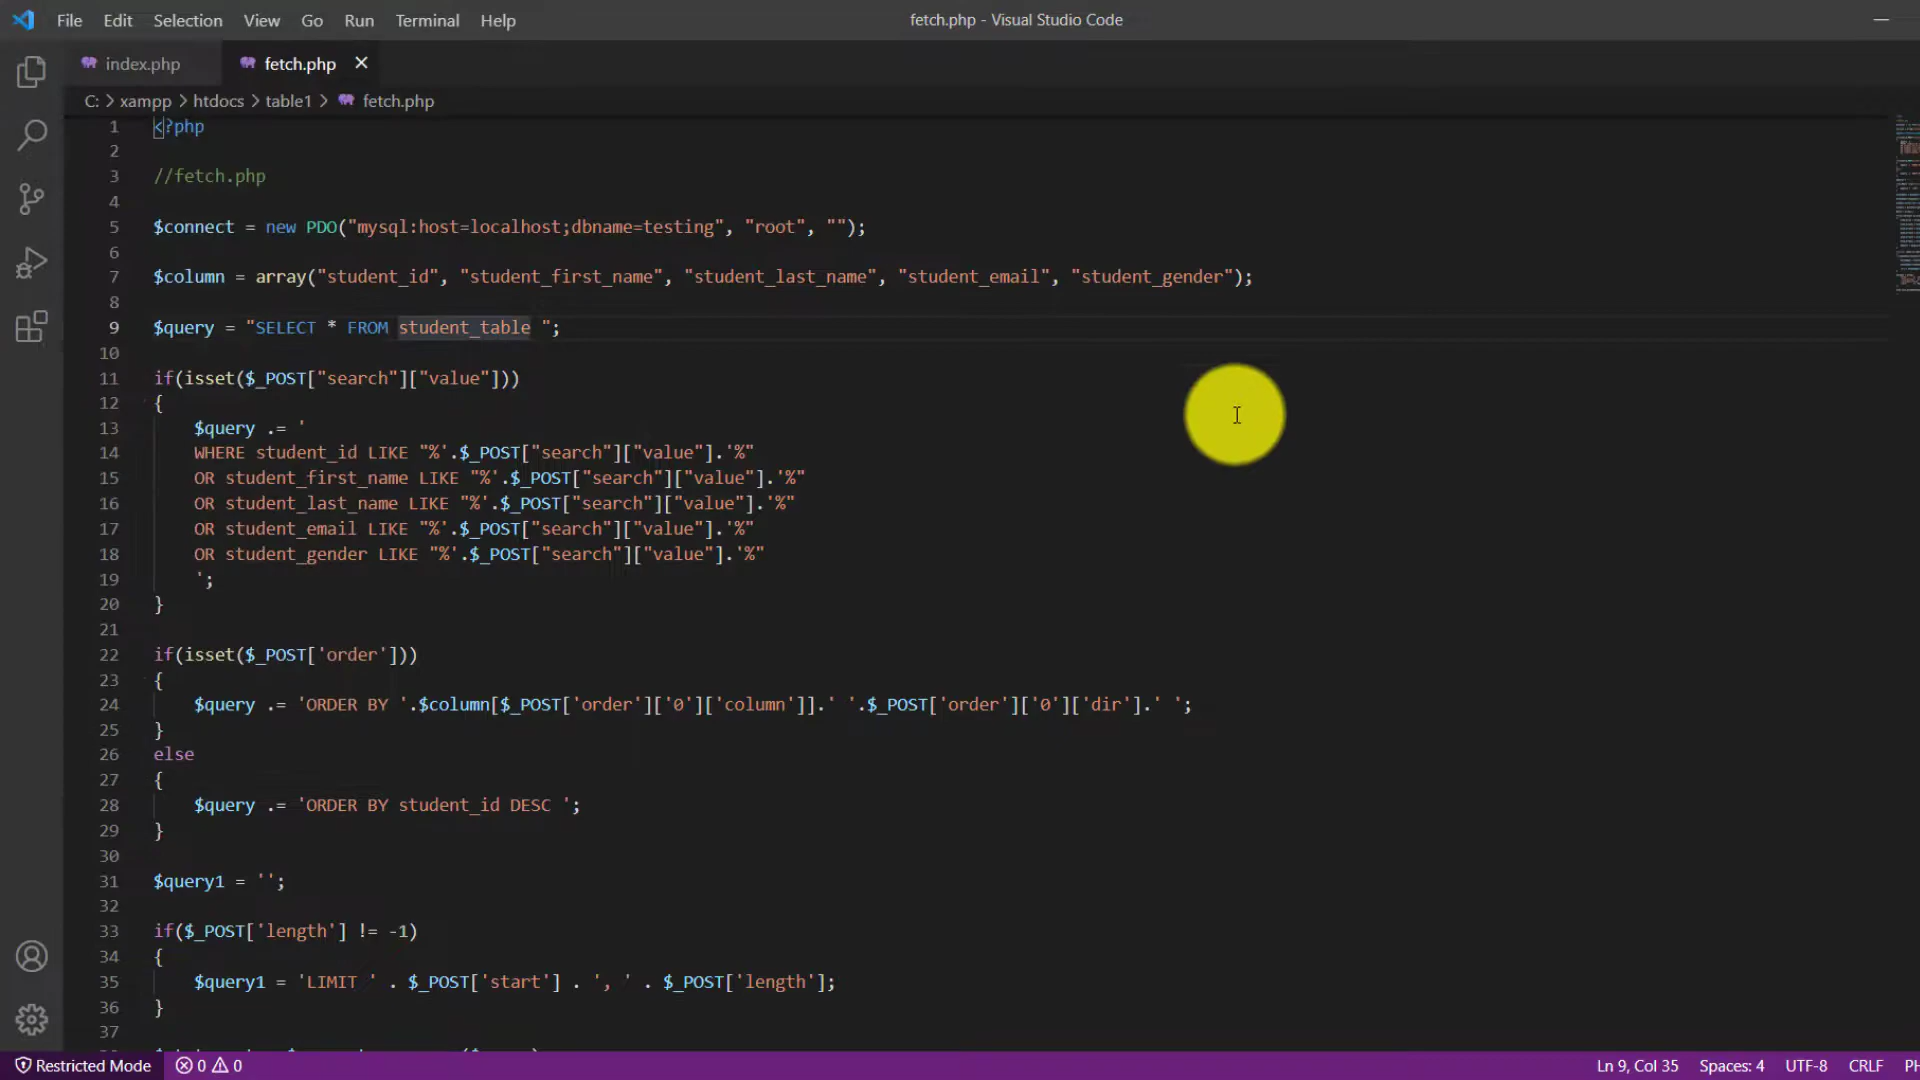 File Edit Selection View Go Run Terminal Help fetch.php - Visual Studio Code
index.php fetch.php
C: > xampp > htdocs > table1 > fetch.php
1 <?php
2
3 //fetch.php
4
5 $connect = new PDO("mysql:host=localhost;dbname=testing", "root", "");
6
7 $column = array("student_id", "student_first_name", "student_last_name", "student_email", "student_gender");
8
9 $query = "SELECT * FROM student_table ";
10
11 if(isset($_POST["search"]["value"]))
12 {
13     $query .= '
14     WHERE student_id LIKE "%'.$_POST["search"]["value"].'%"
15     OR student_first_name LIKE "%'.$_POST["search"]["value"].'%"
16     OR student_last_name LIKE "%'.$_POST["search"]["value"].'%"
17     OR student_email LIKE "%'.$_POST["search"]["value"].'%"
18     OR student_gender LIKE "%'.$_POST["search"]["value"].'%"
19     ';
20 }
21
22 if(isset($_POST['order']))
23 {
24     $query .= 'ORDER BY '.$column[$_POST['order']['0']['column']].' '.$_POST['order']['0']['dir'].' ';
25 }
26 else
27 {
28     $query .= 'ORDER BY student_id DESC ';
29 }
30
31 $query1 = '';
32
33 if($_POST['length'] != -1)
34 {
35     $query1 = 'LIMIT ' . $_POST['start'] . ', ' . $_POST['length'];
36 }
37
Restricted Mode 0 0 Ln 9, Col 35 Spaces: 4 UTF-8 CRLF